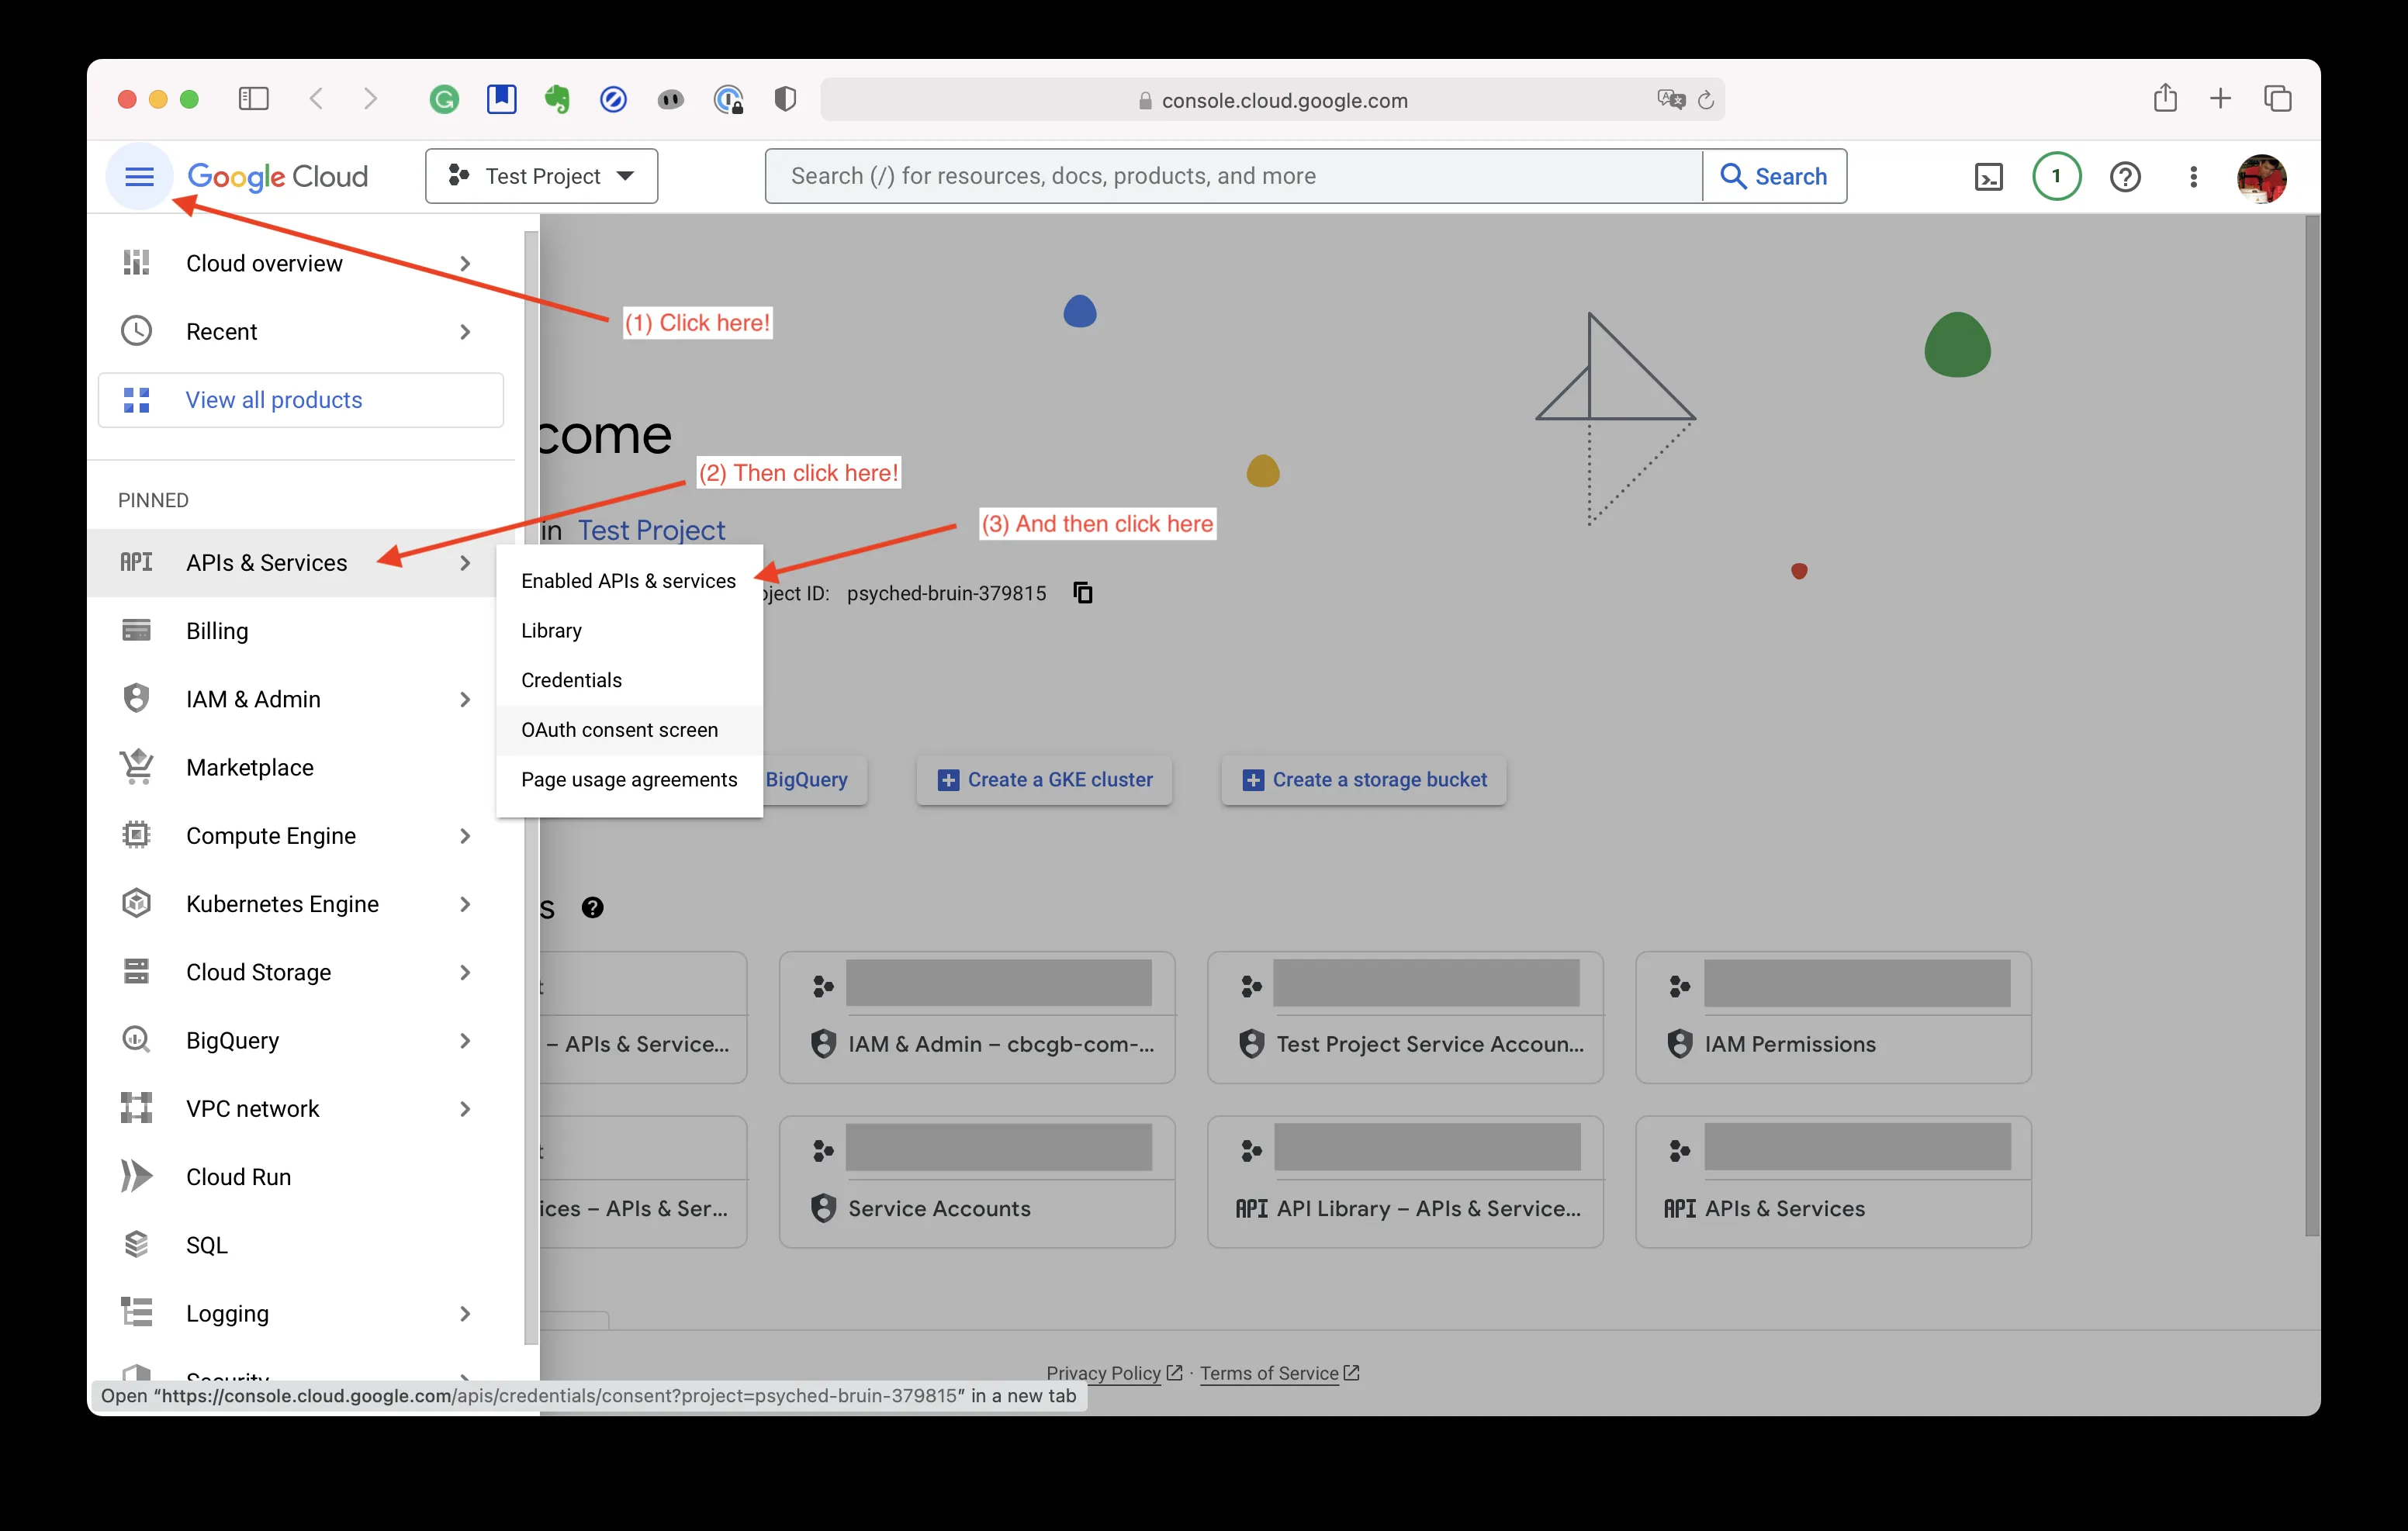 console.cloud.google.com
Google Cloud
Test Project
Search (/) for resources, docs, products, and more
Search
1
Cloud overview
(1) Click here!
Recent
View all products
come
(2) Then click here!
PINNED
in Test Project
(3) And then click here
API APIs & Services
Enabled APIs & services
oject ID: psyched-bruin-379815
Library
Billing
Credentials
IAM & Admin
OAuth consent screen
Marketplace
Page usage agreements
BigQuery
Create a GKE cluster
Create a storage bucket
Compute Engine
Kubernetes Engine
s
Cloud Storage
BigQuery
t
– APIs & Service...
IAM & Admin – cbcgb-com-...
Test Project Service Accoun...
IAM Permissions
VPC network
Cloud Run
t
ices – APIs & Ser...
Service Accounts
API API Library – APIs & Service...
API APIs & Services
SQL
Logging
Security
Privacy Policy · Terms of Service
Open “https://console.cloud.google.com/apis/credentials/consent?project=psyched-bruin-379815” in a new tab